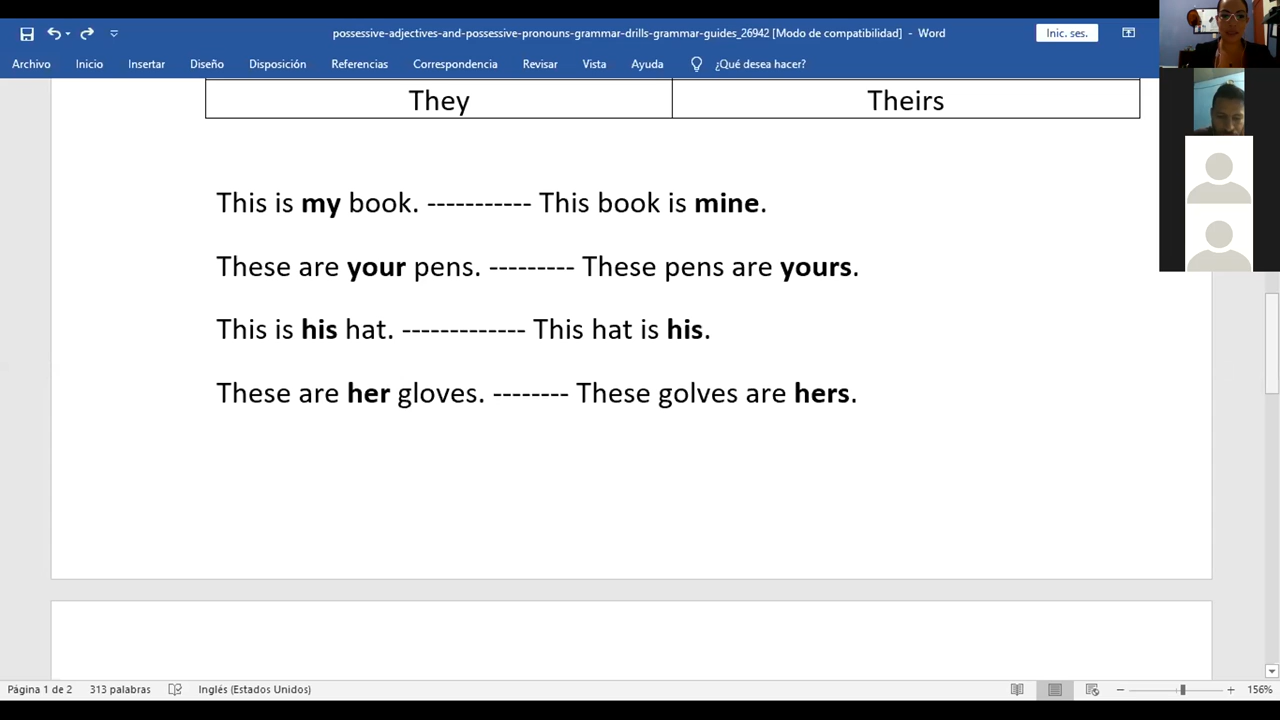 possessive-adjectives-and-possessive-pronouns-grammar-drills-grammar-guides_26942 [Modo de compatibilidad] - Word
Inic. ses.
Archivo Inicio Insertar Diseño Disposición Referencias Correspondencia Revisar Vista Ayuda ¿Qué desea hacer?
They Theirs
This is my book. ----------- This book is mine.
These are your pens. --------- These pens are yours.
This is his hat. ------------- This hat is his.
These are her gloves. -------- These golves are hers.
Página 1 de 2 313 palabras Inglés (Estados Unidos) 156%